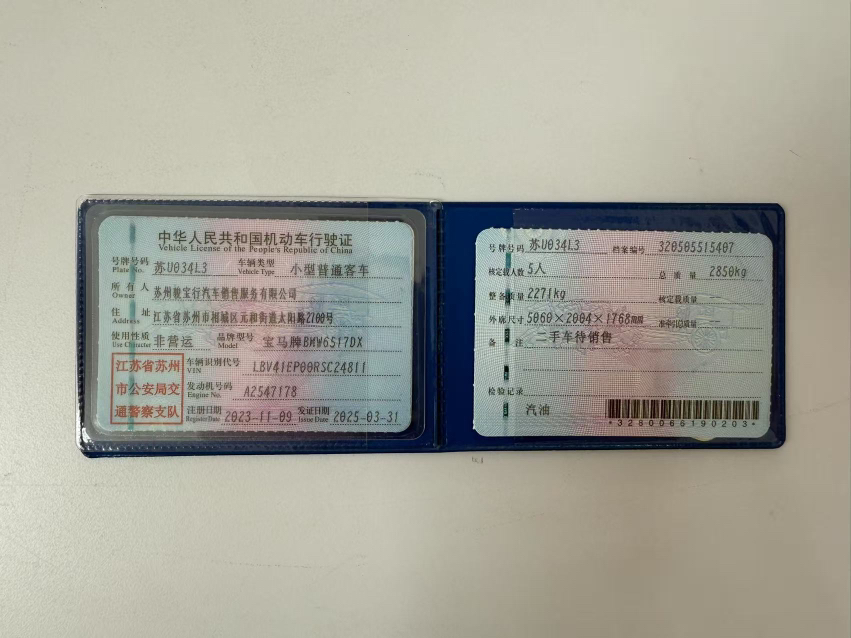 中华人民共和国机动车行驶证
Vehicle License of the People's Republic of China
号牌号码 苏U034L3 车辆类型 小型普通客车
Plate No. Vehicle Type
所有人 苏州骏宝行汽车销售服务有限公司
Owner
住址 江苏省苏州市相城区元和街道太阳路2700号
Address
使用性质 非营运 品牌型号 宝马牌BMW6517DX
Use Character Model
江苏省苏州
市公安局交
通警察支队
车辆识别代号 LBV41EP00RSC24811
VIN
发动机号码 A2547178
Engine No.
注册日期 2023-11-09 发证日期 2025-03-31
Register Date Issue Date
号牌号码 苏U034L3 档案编号 320505515407
核定载人数 5人 总质量 2850kg
整备质量 2271kg 核定载质量
外廓尺寸 5060×2004×1768mm 准牵引总质量 --
备注 二手车待销售
检验记录
汽油
*3280066190203*